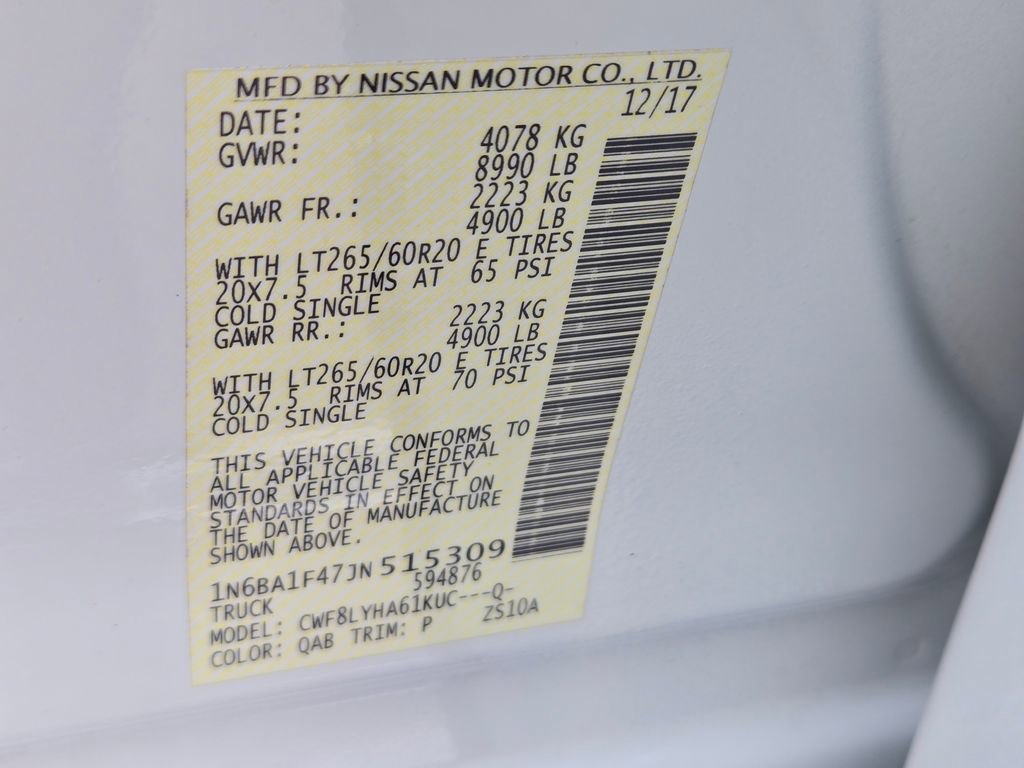 MFD BY NISSAN MOTOR CO., LTD.
DATE: 12/17
GVWR: 4078 KG
8990 LB
GAWR FR.: 2223 KG
4900 LB
WITH LT265/60R20 E TIRES
20X7.5 RIMS AT 65 PSI
COLD SINGLE
GAWR RR.: 2223 KG
4900 LB
WITH LT265/60R20 E TIRES
20X7.5 RIMS AT 70 PSI
COLD SINGLE
THIS VEHICLE CONFORMS TO
ALL APPLICABLE FEDERAL
MOTOR VEHICLE SAFETY
STANDARDS IN EFFECT ON
THE DATE OF MANUFACTURE
SHOWN ABOVE.
1N6BA1F47JN515309
TRUCK 594876
MODEL: CWF8LYHA61KUC---Q-
COLOR: QAB TRIM: P ZS10A